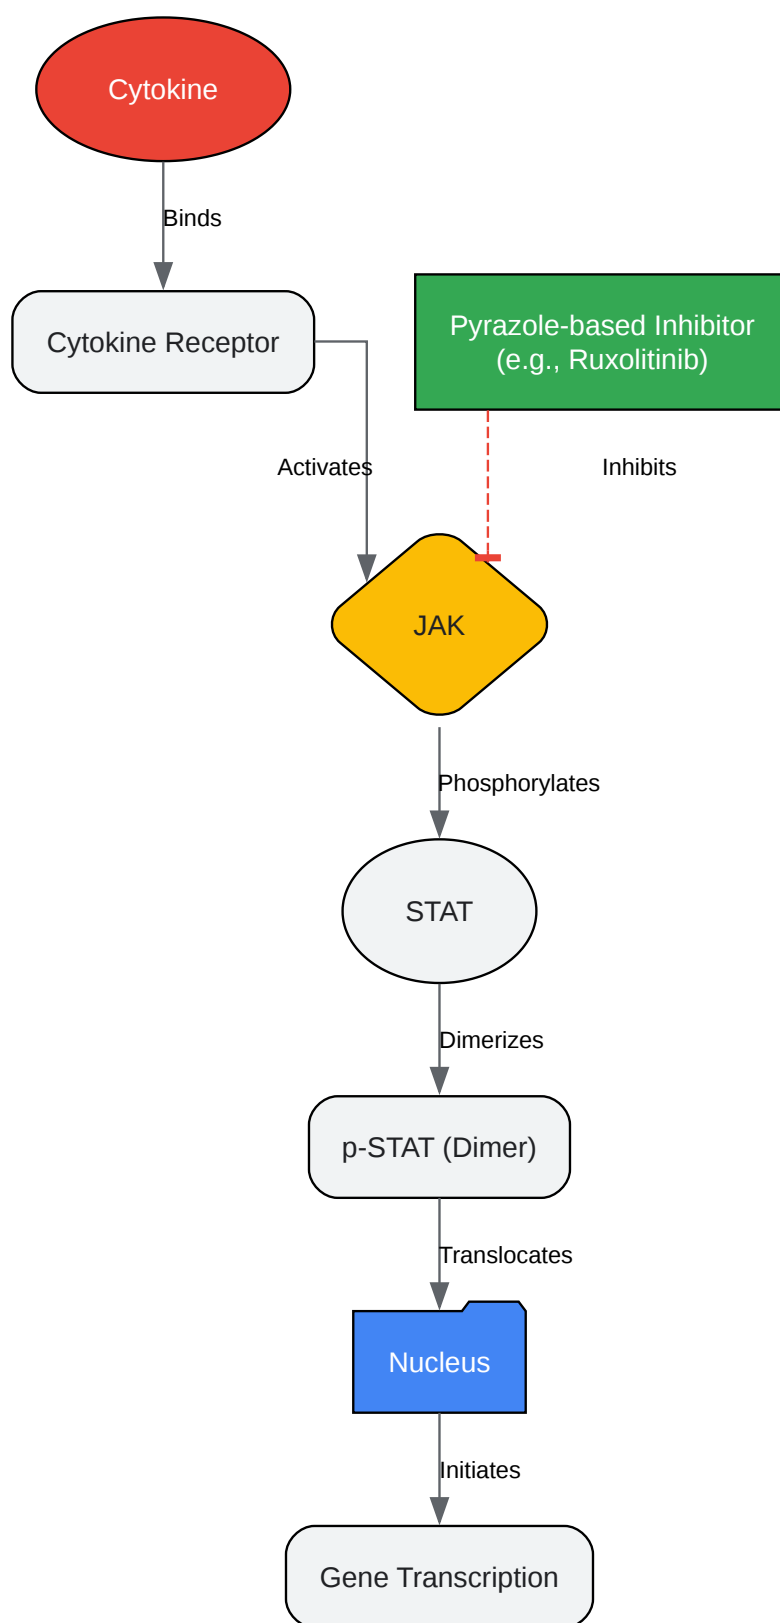 Cytokine
Binds
Cytokine Receptor
Pyrazole-based Inhibitor
(e.g., Ruxolitinib)
Activates
Inhibits
JAK
Phosphorylates
STAT
Dimerizes
p-STAT (Dimer)
Translocates
Nucleus
Initiates
Gene Transcription